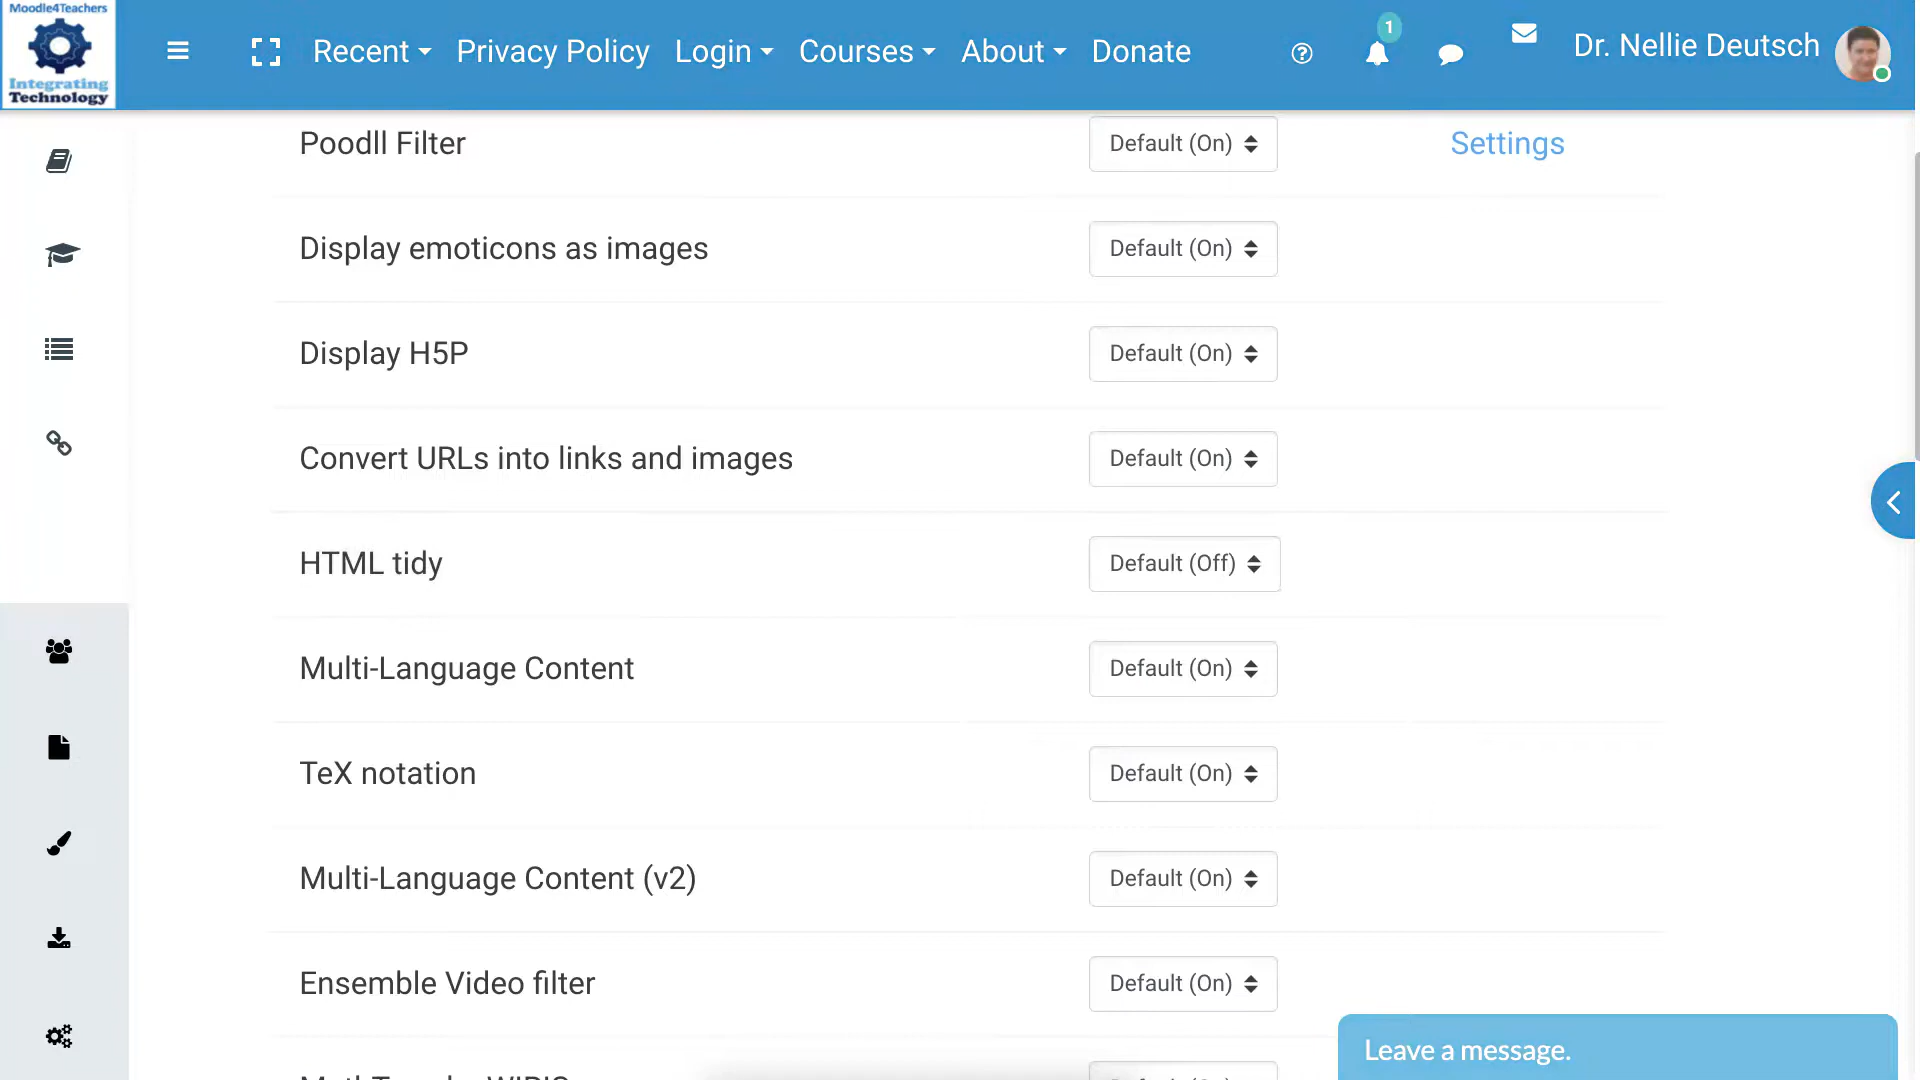 Moodle4Teachers
Integrating
Technology
Recent
Privacy Policy
Login
Courses
About
Donate
1
Dr. Nellie Deutsch
Poodll Filter
Default (On)
Settings
Display emoticons as images
Default (On)
Display H5P
Default (On)
Convert URLs into links and images
Default (On)
HTML tidy
Default (Off)
Multi-Language Content
Default (On)
TeX notation
Default (On)
Multi-Language Content (v2)
Default (On)
Ensemble Video filter
Default (On)
Leave a message.